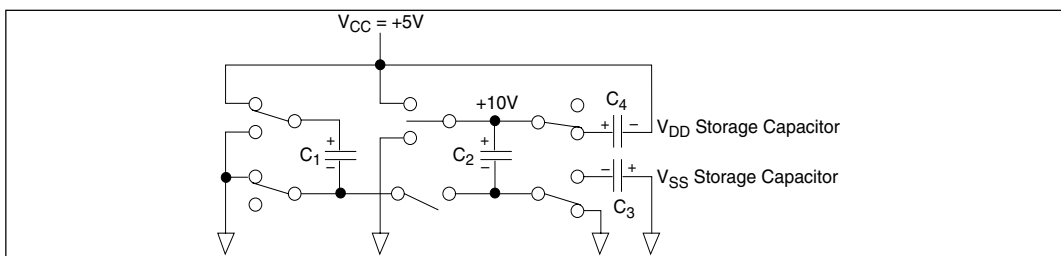 V_CC = +5V
+10V
C_4
+ −
V_DD Storage Capacitor
+
C_1
−
+
C_2
−
− +
V_SS Storage Capacitor
C_3